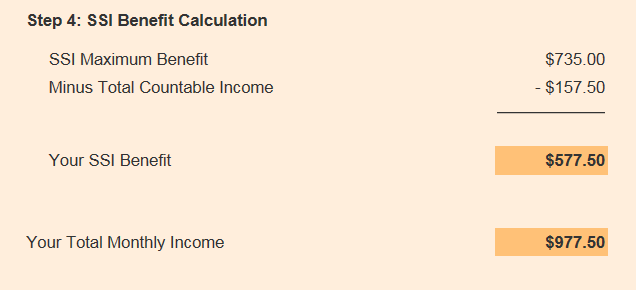 Step 4: SSI Benefit Calculation
SSI Maximum Benefit $735.00
Minus Total Countable Income - $157.50
Your SSI Benefit $577.50
Your Total Monthly Income $977.50